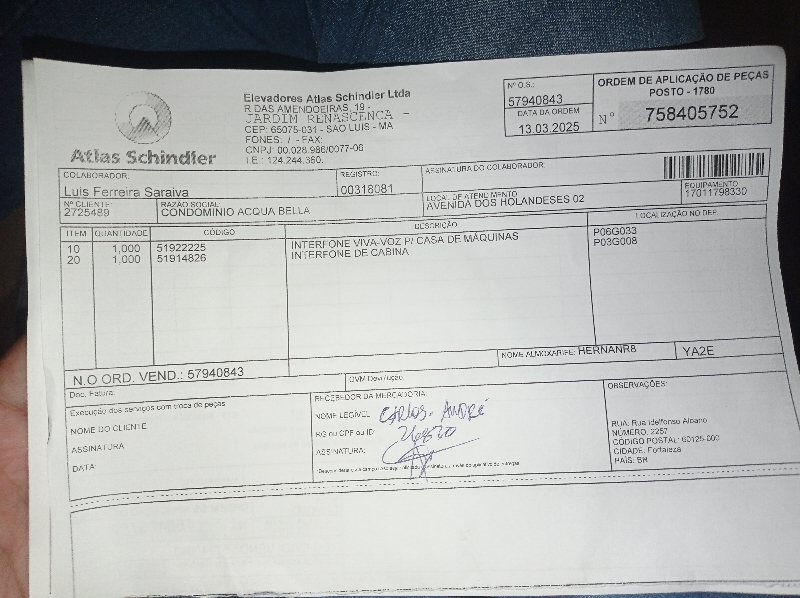 Atlas Schindler
Elevadores Atlas Schindler Ltda
R DAS AMENDOEIRAS, 19 -
JARDIM RENASCENCA -
CEP: 65075-031 - SAO LUIS - MA
FONES: / - FAX:
CNPJ: 00.028.986/0077-06
I.E.: 124.244.360.
Nº O.S.:
57940843
DATA DA ORDEM
13.03.2025
ORDEM DE APLICAÇÃO DE PEÇAS
POSTO - 1780
Nº 758405752
COLABORADOR:
Luis Ferreira Saraiva
REGISTRO:
00318081
ASSINATURA DO COLABORADOR:
Nº CLIENTE:
2725489
RAZÃO SOCIAL:
CONDOMINIO ACQUA BELLA
LOCAL DE ATENDIMENTO
AVENIDA DOS HOLANDESES 02
EQUIPAMENTO
17011798330
ITEM QUANTIDADE CÓDIGO DESCRIÇÃO LOCALIZAÇÃO NO DEP.
10 1,000 51922225 INTERFONE VIVA-VOZ P/ CASA DE MÁQUINAS P06G033
20 1,000 51914826 INTERFONE DE CABINA P03G008
NOME ALMOXARIFE: HERNANR8 YA2E
N.O ORD. VEND.: 57940843
Doc. Fatura:
OVM Devolução
Execução dos serviços com troca de peças
NOME DO CLIENTE
ASSINATURA:
DATA:
RECEBEDOR DA MERCADORIA:
NOME LEGÍVEL CARLOS. ANDRÉ
RG ou CPF ou ID:
ASSINATURA:
OBSERVAÇÕES:
RUA: Rua Idelfonso Albano
NÚMERO: 2257
CÓDIGO POSTAL: 60125-000
CIDADE: Fortaleza
PAÍS: BR